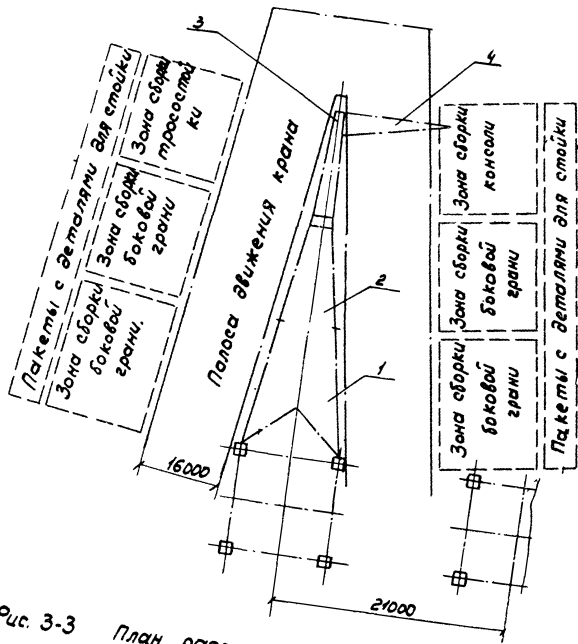 3
4
Пакеты с деталями для стойки
Зона сборки
тросостой
ки
Зона сборки
боковой
грани
Зона сборки
боковой
грани.
Полоса движения крана
2
1
Зона сборки
консоли
Зона сборки
боковой
грани
Зона сборки
боковой
грани
Пакеты с деталями для стойки
16000
21000
Рис. 3-3 План